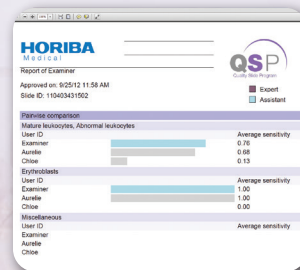 HORIBA
Medical
QSP
Quality Slide Program
Report of Examiner
Approved on: 9/25/12 11:58 AM
Slide ID: 110403431502
Expert
Assistant
Pairwise comparison
Mature leukocytes, Abnormal leukocytes
User ID Average sensitivity
Examiner 0.76
Aurelie 0.68
Chloe 0.13
Erythroblasts
User ID Average sensitivity
Examiner 1.00
Aurelie 1.00
Chloe 0.00
Miscellaneous
User ID Average sensitivity
Examiner
Aurelie
Chloe